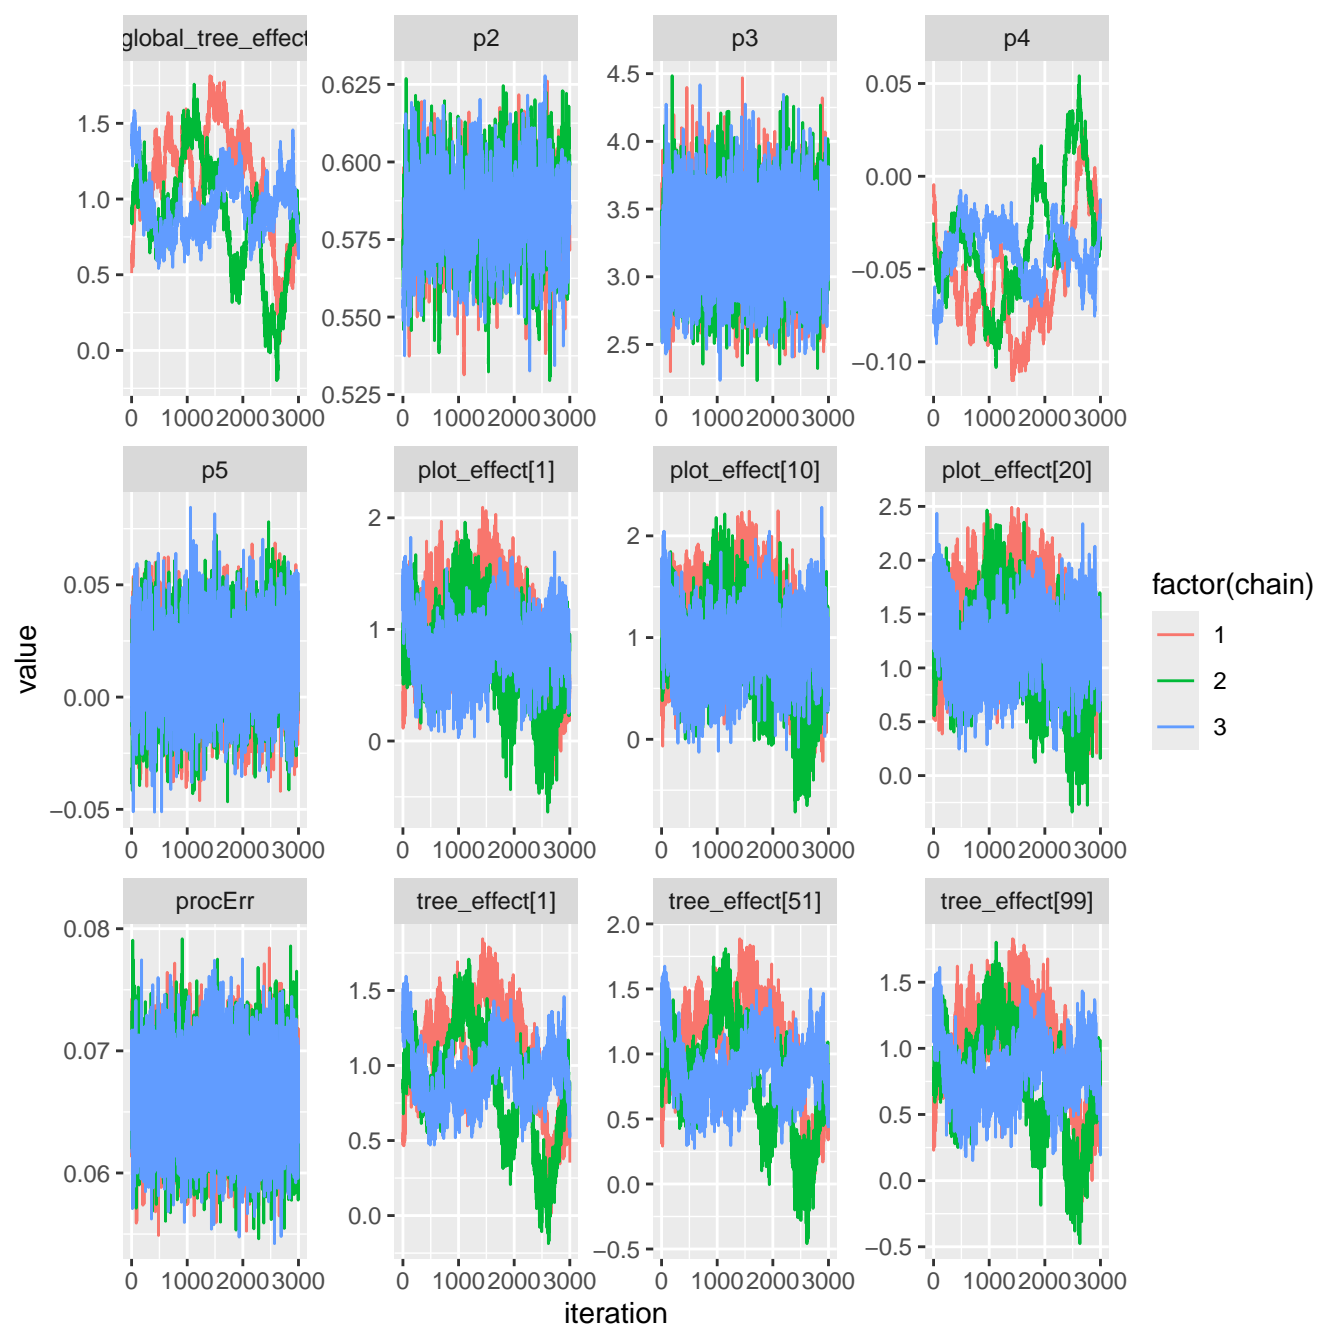 global_tree_effect
p2
p3
p4
1.5
1.0
0.5
0.0
0.625
0.600
0.575
0.550
0.525
4.5
4.0
3.5
3.0
2.5
0.00
−0.05
−0.10
0 1000 2000 3000
0 1000 2000 3000
0 1000 2000 3000
0 1000 2000 3000
p5
plot_effect[1]
plot_effect[10]
plot_effect[20]
0.05
0.00
−0.05
2
1
0
2
1
0
2.5
2.0
1.5
1.0
0.5
0.0
0 1000 2000 3000
0 1000 2000 3000
0 1000 2000 3000
0 1000 2000 3000
procErr
tree_effect[1]
tree_effect[51]
tree_effect[99]
0.08
0.07
0.06
1.5
1.0
0.5
0.0
2.0
1.5
1.0
0.5
0.0
−0.5
1.5
1.0
0.5
0.0
−0.5
0 1000 2000 3000
0 1000 2000 3000
0 1000 2000 3000
0 1000 2000 3000
value
iteration
factor(chain)
1
2
3